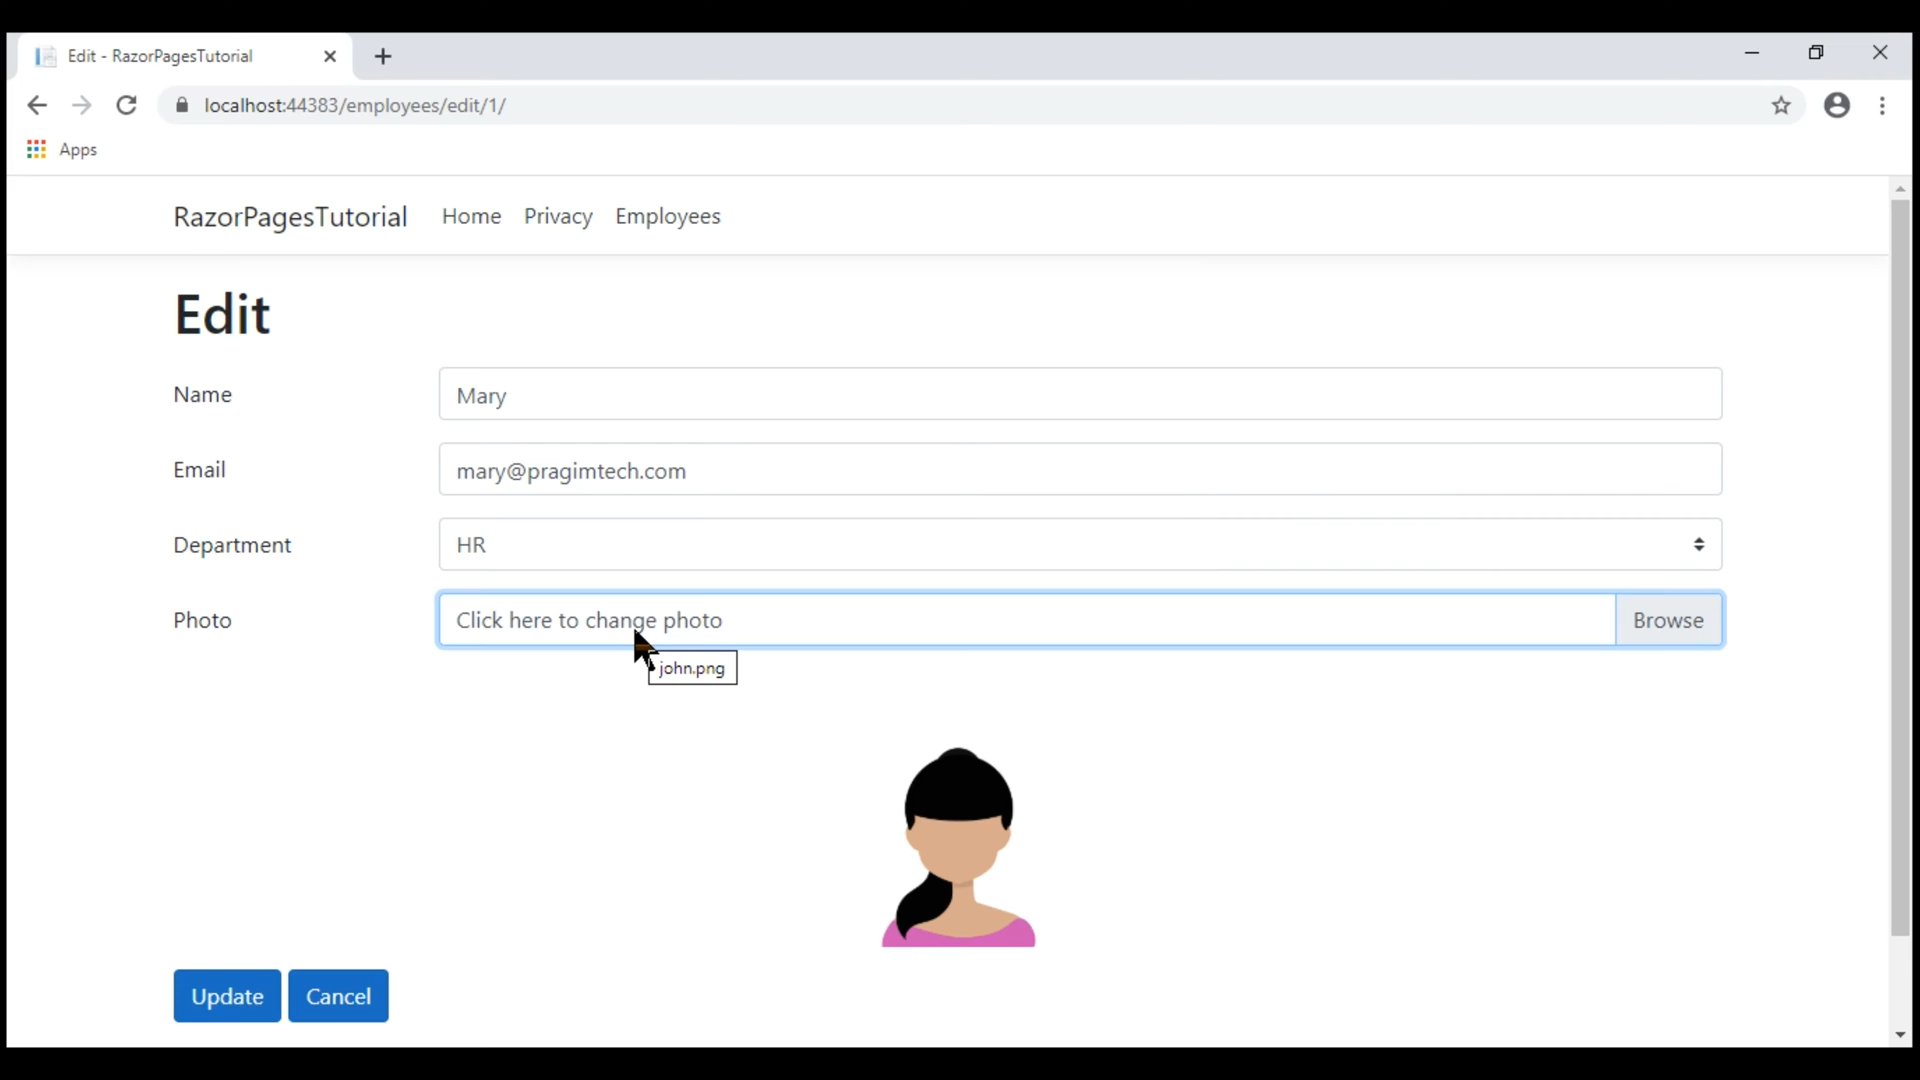 Edit - RazorPagesTutorial
localhost:44383/employees/edit/1/
Apps
RazorPagesTutorial Home Privacy Employees
Edit
Name Mary
Email mary@pragimtech.com
Department HR
Photo Click here to change photo Browse
john.png
Update Cancel